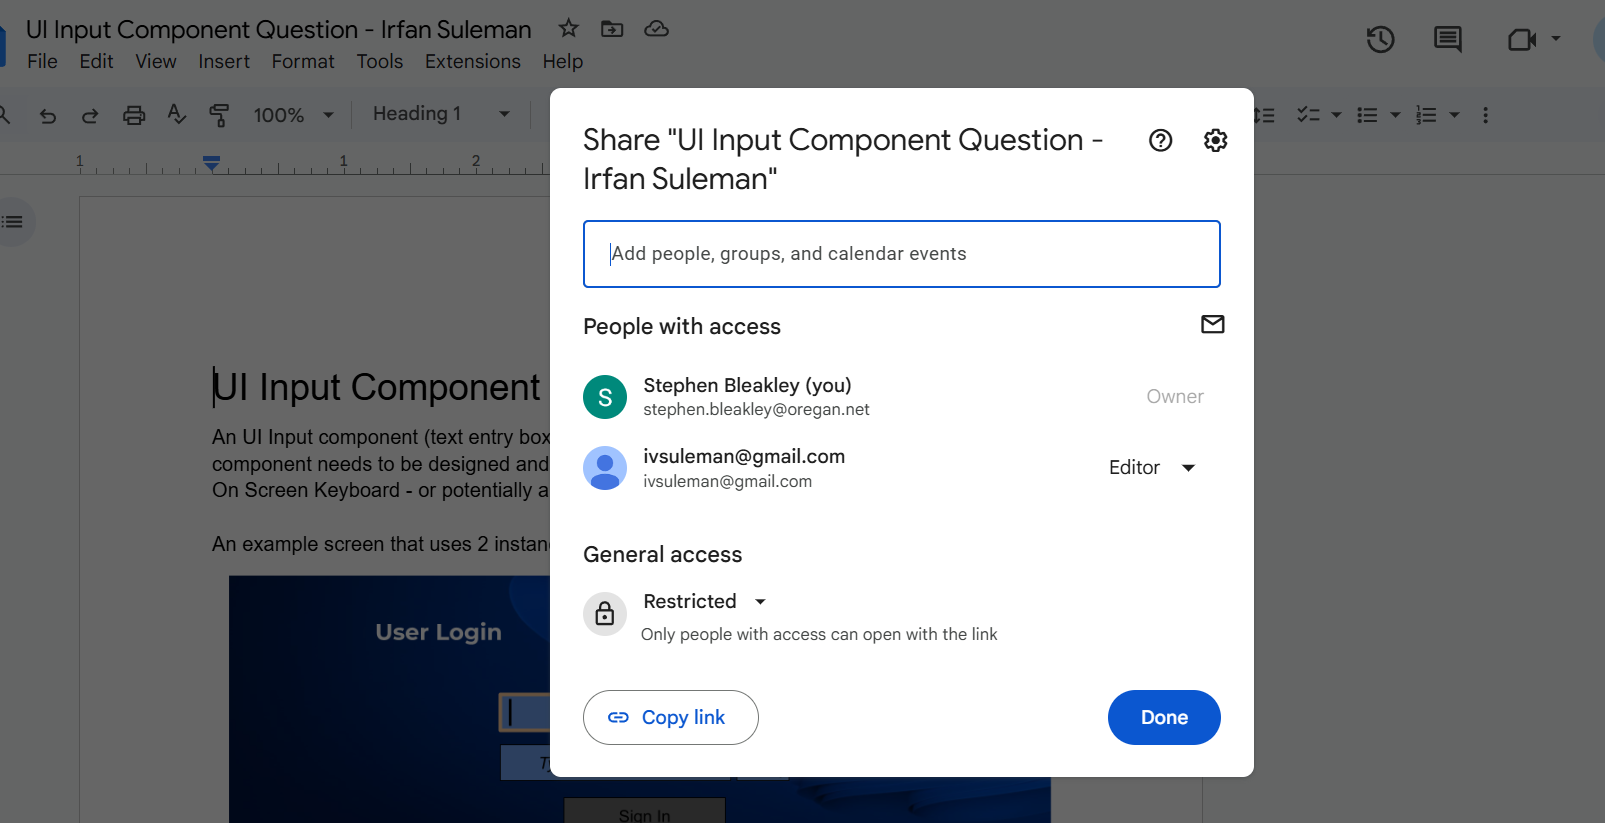 UI Input Component Question - Irfan Suleman
File Edit View Insert Format Tools Extensions Help
100% Heading 1
1 1 2
Share "UI Input Component Question -
Irfan Suleman"
Add people, groups, and calendar events
People with access
Stephen Bleakley (you)
stephen.bleakley@oregan.net
Owner
S
ivsuleman@gmail.com
ivsuleman@gmail.com
Editor
General access
Restricted
Only people with access can open with the link
Copy link
Done
UI Input Component
An UI Input component (text entry box
component needs to be designed and
On Screen Keyboard - or potentially a
An example screen that uses 2 instan
User Login
Sign In